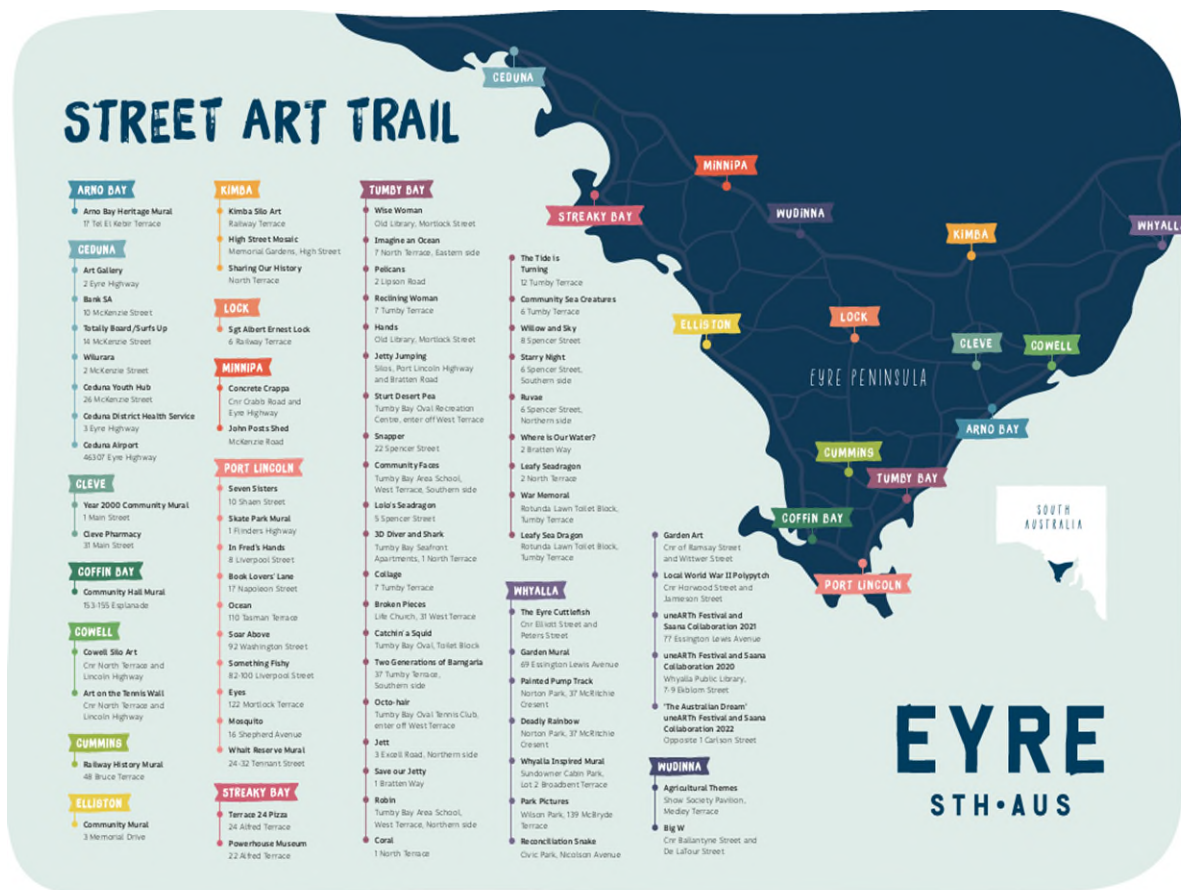 STREET ART TRAIL
ARNO BAY
Arno Bay Heritage Mural
17 Tel El Kebir Terrace
CEDUNA
Art Gallery
2 Eyre Highway
Bank SA
10 McKenzie Street
Totally Board/Surfs Up
14 McKenzie Street
Wilurara
2 McKenzie Street
Ceduna Youth Hub
26 McKenzie Street
Ceduna District Health Service
3 Eyre Highway
Ceduna Airport
46307 Eyre Highway
CLEVE
Year 2000 Community Mural
1 Main Street
Cleve Pharmacy
31 Main Street
COFFIN BAY
Community Hall Mural
153-155 Esplanade
COWELL
Cowell Silo Art
Cnr North Terrace and
Lincoln Highway
Art on the Tennis Wall
Cnr North Terrace and
Lincoln Highway
CUMMINS
Railway History Mural
48 Bruce Terrace
ELLISTON
Community Mural
3 Memorial Drive
KIMBA
Kimba Silo Art
Railway Terrace
High Street Mosaic
Memorial Gardens, High Street
Sharing Our History
North Terrace
LOCK
Sgt Albert Ernest Lock
6 Railway Terrace
MINNIPA
Concrete Crappa
Cnr Crabb Road and
Eyre Highway
John Posts Shed
McKenzie Road
PORT LINCOLN
Seven Sisters
10 Shaen Street
Skate Park Mural
1 Flinders Highway
In Fred's Hands
8 Liverpool Street
Book Lovers' Lane
17 Napoleon Street
Ocean
110 Tasman Terrace
Soar Above
92 Washington Street
Something Fishy
82-100 Liverpool Street
Eyes
122 Mortlock Terrace
Mosquito
16 Shepherd Avenue
Whait Reserve Mural
24-32 Tennant Street
STREAKY BAY
Terrace 24 Pizza
24 Alfred Terrace
Powerhouse Museum
22 Alfred Terrace
TUMBY BAY
Wise Woman
Old Library, Mortlock Street
Imagine an Ocean
7 North Terrace, Eastern side
Pelicans
2 Lipson Road
Reclining Woman
7 Tumby Terrace
Hands
Old Library, Mortlock Street
Jetty Jumping
Silos, Port Lincoln Highway
and Bratten Road
Sturt Desert Pea
Tumby Bay Oval Recreation
Centre, enter off West Terrace
Snapper
22 Spencer Street
Community Faces
Tumby Bay Area School,
West Terrace, Southern side
Lolo's Seadragon
5 Spencer Street
3D Diver and Shark
Tumby Bay Seafront
Apartments, 1 North Terrace
Collage
7 Tumby Terrace
Broken Pieces
Life Church, 31 West Terrace
Catchin' a Squid
Tumby Bay Oval, Toilet Block
Two Generations of Barngarla
37 Tumby Terrace,
Southern side
Octo-hair
Tumby Bay Oval Tennis Club,
enter off West Terrace
Jett
3 Excell Road, Northern side
Save our Jetty
1 Bratten Way
Robin
Tumby Bay Area School,
West Terrace, Northern side
Coral
1 North Terrace
The Tide is
Turning
12 Tumby Terrace
Community Sea Creatures
6 Tumby Terrace
Willow and Sky
8 Spencer Street
Starry Night
6 Spencer Street,
Southern side
Ruvae
6 Spencer Street,
Northern side
Where is Our Water?
2 Bratten Way
Leafy Seadragon
2 North Terrace
War Memoral
Rotunda Lawn Toilet Block,
Tumby Terrace
Leafy Sea Dragon
Rotunda Lawn Toilet Block,
Tumby Terrace
WHYALLA
The Eyre Cuttlefish
Cnr Elliott Street and
Peters Street
Garden Mural
69 Essington Lewis Avenue
Painted Pump Track
Norton Park, 37 McRitchie
Cresent
Deadly Rainbow
Norton Park, 37 McRitchie
Cresent
Whyalla Inspired Mural
Sundowner Cabin Park,
Lot 2 Broadbent Terrace
Park Pictures
Wilson Park, 139 McBryde
Terrace
Reconciliation Snake
Civic Park, Nicolson Avenue
Garden Art
Cnr of Ramsay Street
and Wittwer Street
Local World War II Polypytch
Cnr Horwood Street and
Jamieson Street
uneARTh Festival and
Saana Collaboration 2021
77 Essington Lewis Avenue
uneARTh Festival and Saana
Collaboration 2020
Whyalla Public Library,
7-9 Ekblom Street
'The Australian Dream'
uneARTh Festival and Saana
Collaboration 2022
Opposite 1 Carlson Street
WUDINNA
Agricultural Themes
Show Society Pavilion,
Medley Terrace
Big W
Cnr Ballantyne Street and
De LaTour Street
CEDUNA
MINNIPA
STREAKY BAY
WUDINNA
KIMBA
WHYALL
ELLISTON
LOCK
CLEVE
COWELL
EYRE PENINSULA
ARNO BAY
CUMMINS
TUMBY BAY
COFFIN BAY
PORT LINCOLN
SOUTH
AUSTRALIA
EYRE
STH•AUS